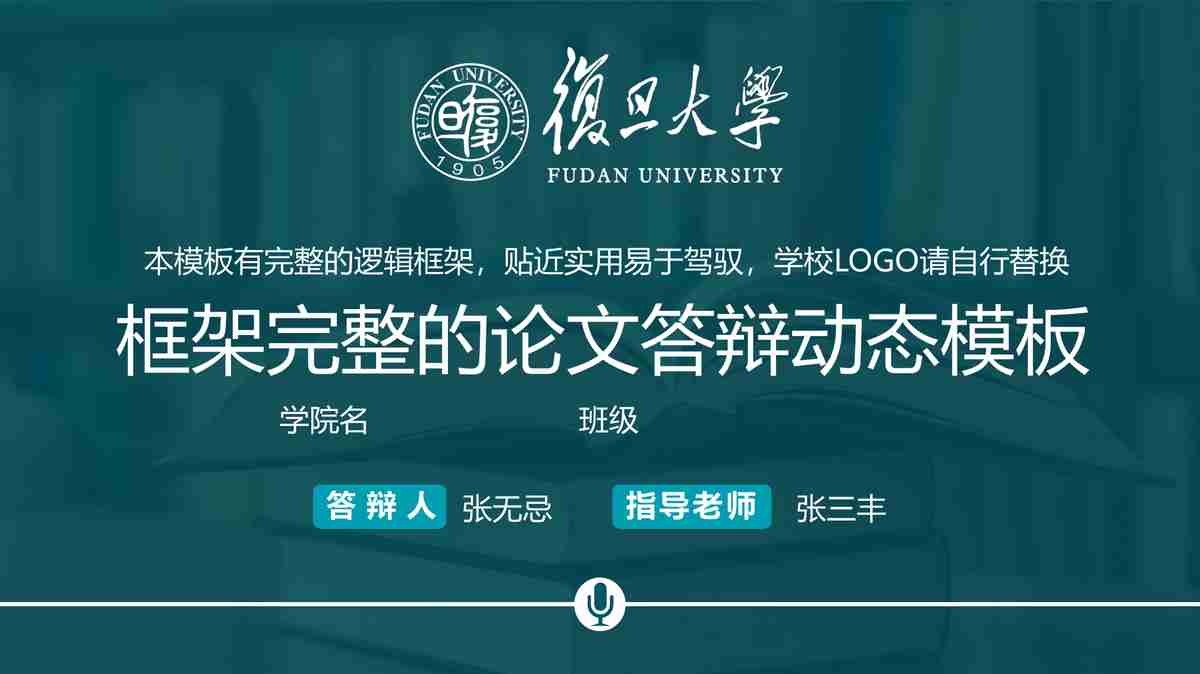 FUDAN UNIVERSITY
1905
復旦大學
FUDAN UNIVERSITY
本模板有完整的逻辑框架，贴近实用易于驾驭，学校LOGO请自行替换
框架完整的论文答辩动态模板
学院名 班级
答辩人 张无忌 指导老师 张三丰